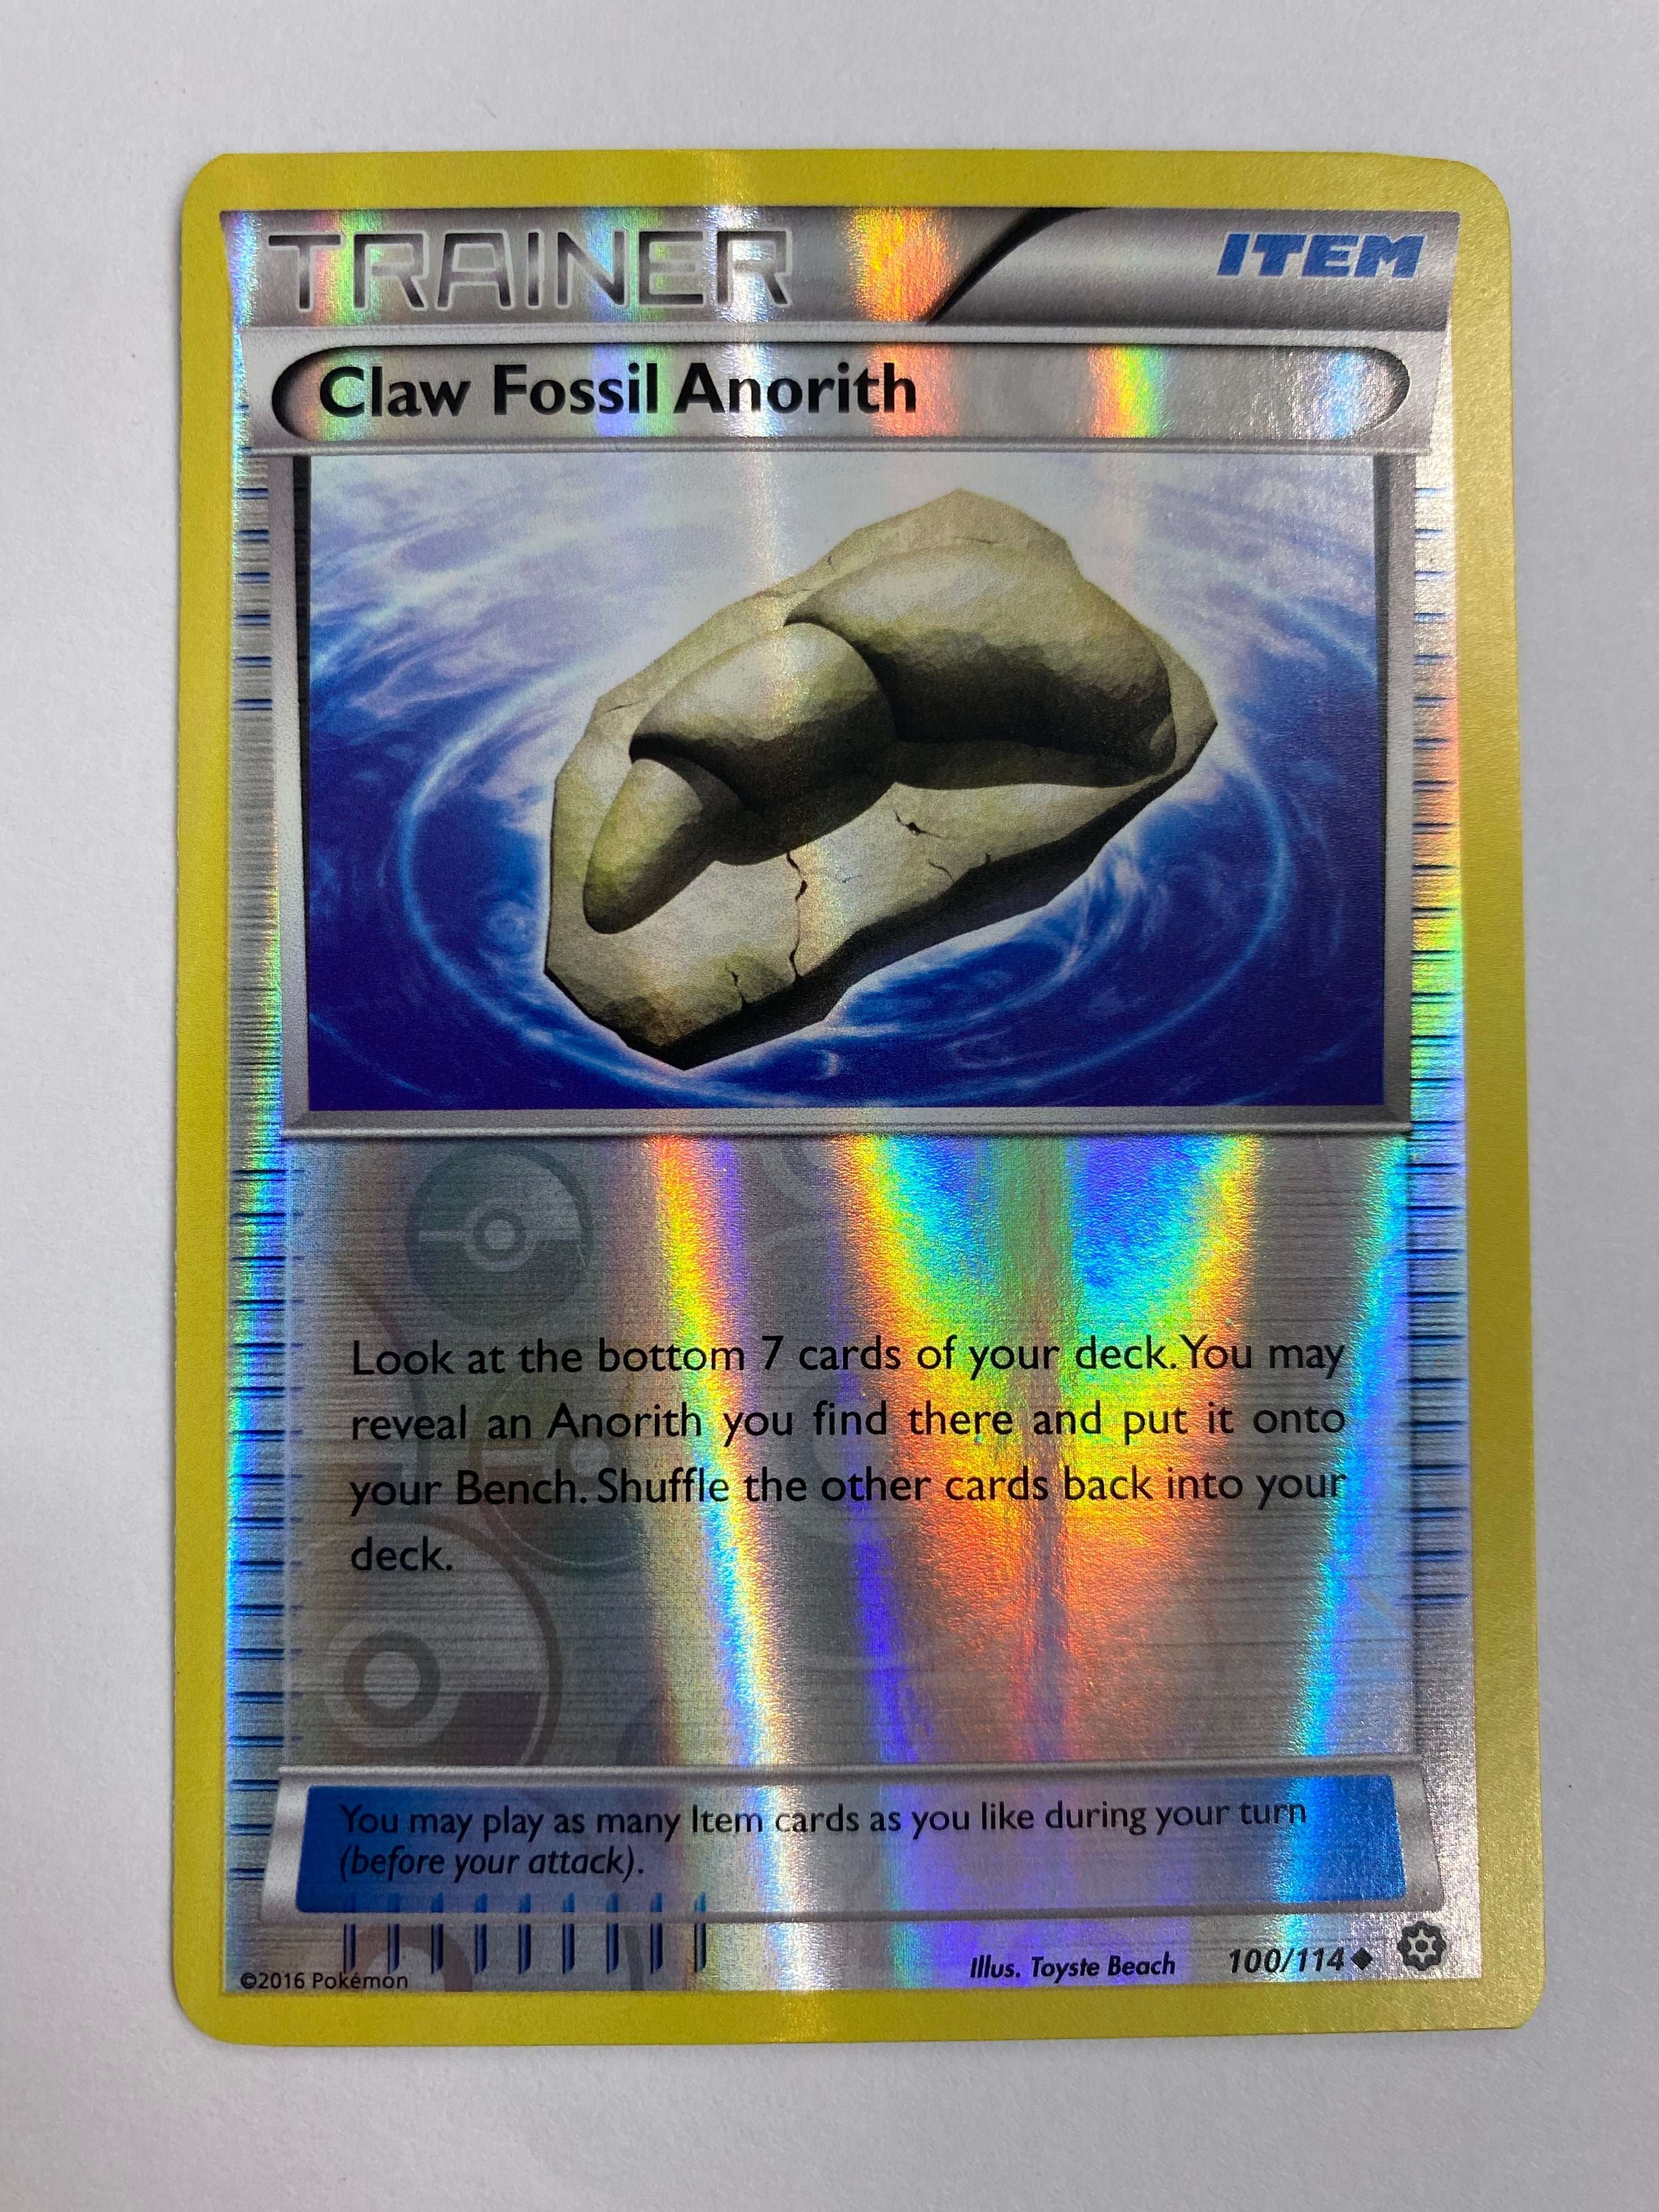 TRAINER ITEM
Claw Fossil Anorith
Look at the bottom 7 cards of your deck. You may
reveal an Anorith you find there and put it onto
your Bench. Shuffle the other cards back into your
deck.
You may play as many Item cards as you like during your turn
(before your attack).
©2016 Pokémon Illus. Toyste Beach 100/114